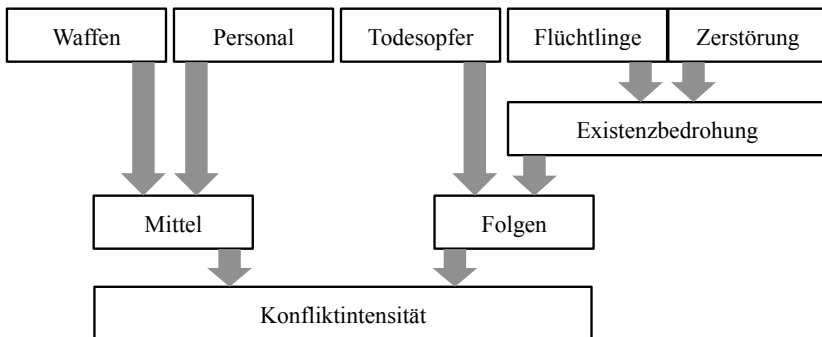 Waffen Personal Todesopfer Flüchtlinge Zerstörung
Existenzbedrohung
Mittel Folgen
Konfliktintensität